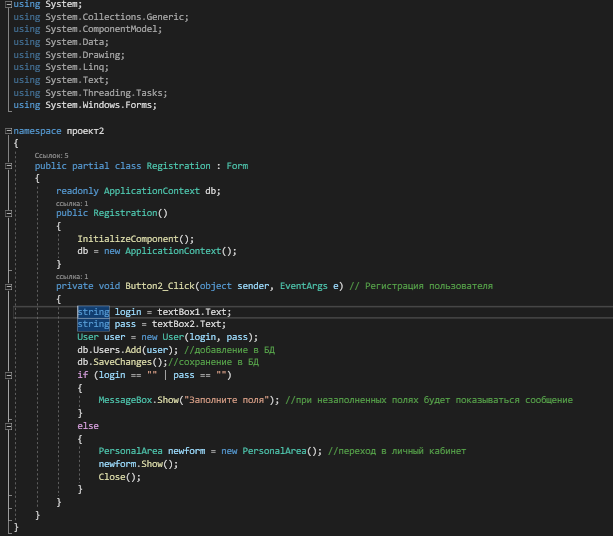 using System;
using System.Collections.Generic;
using System.ComponentModel;
using System.Data;
using System.Drawing;
using System.Linq;
using System.Text;
using System.Threading.Tasks;
using System.Windows.Forms;
namespace проект2
{
Ссылок: 5
public partial class Registration : Form
{
readonly ApplicationContext db;
ссылка: 1
public Registration()
{
InitializeComponent();
db = new ApplicationContext();
}
ссылка: 1
private void Button2_Click(object sender, EventArgs e) // Регистрация пользователя
{
string login = textBox1.Text;
string pass = textBox2.Text;
User user = new User(login, pass);
db.Users.Add(user); //добавление в БД
db.SaveChanges();//сохранение в БД
if (login == "" | pass == "")
{
MessageBox.Show("Заполните поля"); //при незаполненных полях будет показываться сообщение
}
else
{
PersonalArea newform = new PersonalArea(); //переход в личный кабинет
newform.Show();
Close();
}
}
}
}